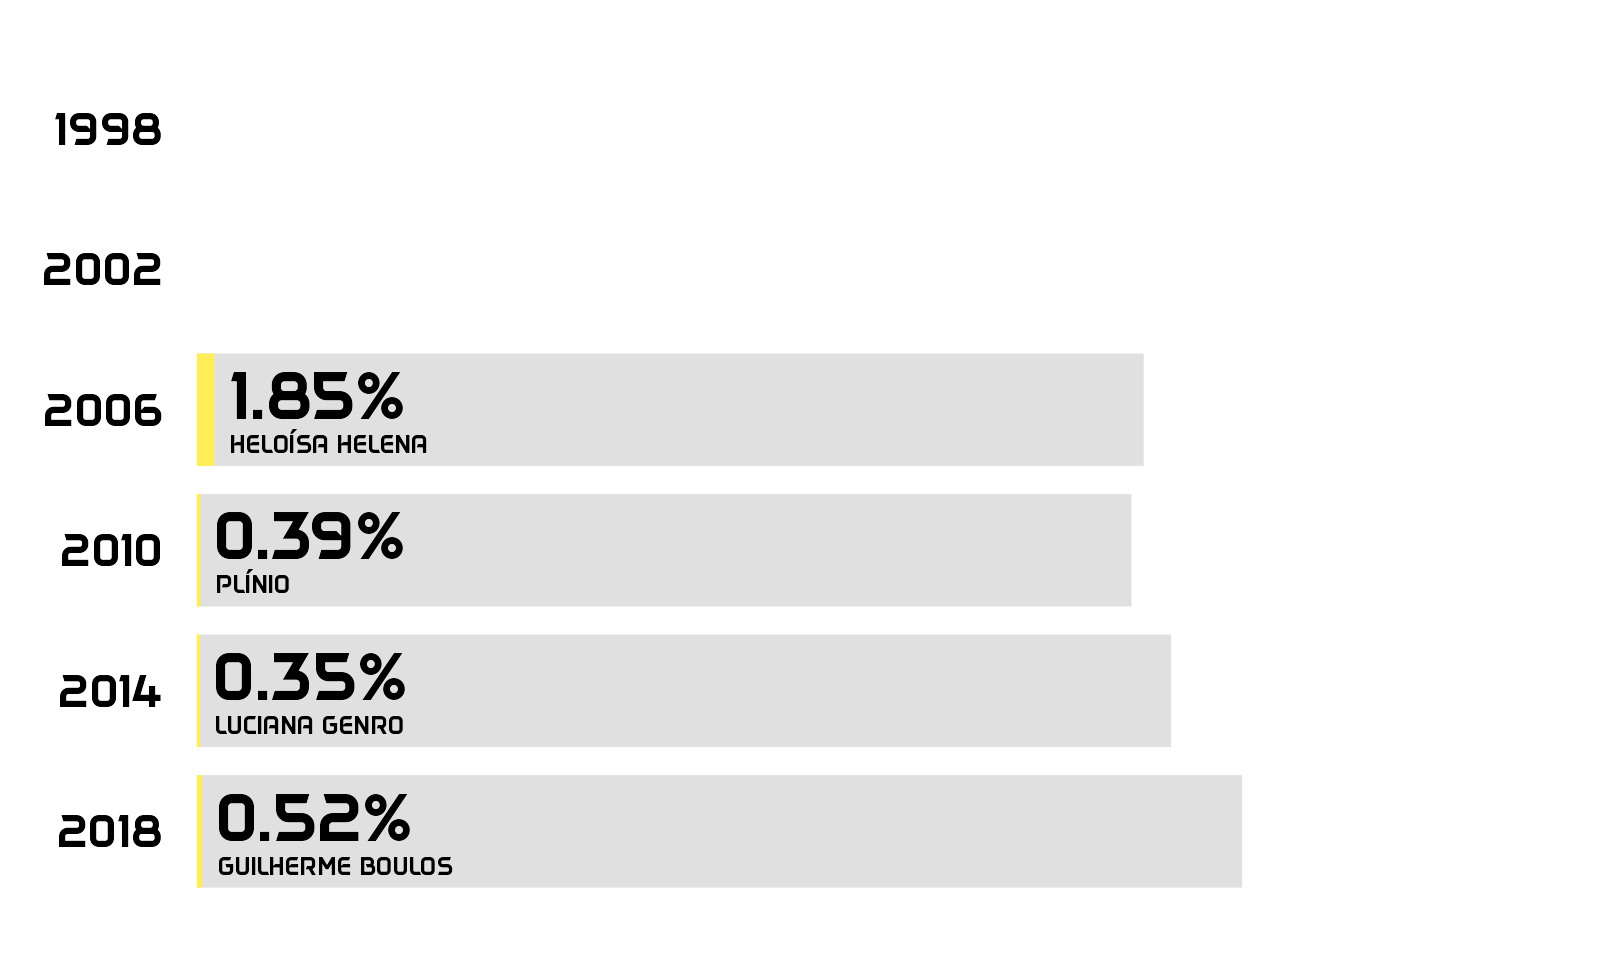 1998
2002
2006
1.85%
HELOÍSA HELENA
2010
0.39%
PLÍNIO
2014
0.35%
LUCIANA GENRO
2018
0.52%
GUILHERME BOULOS